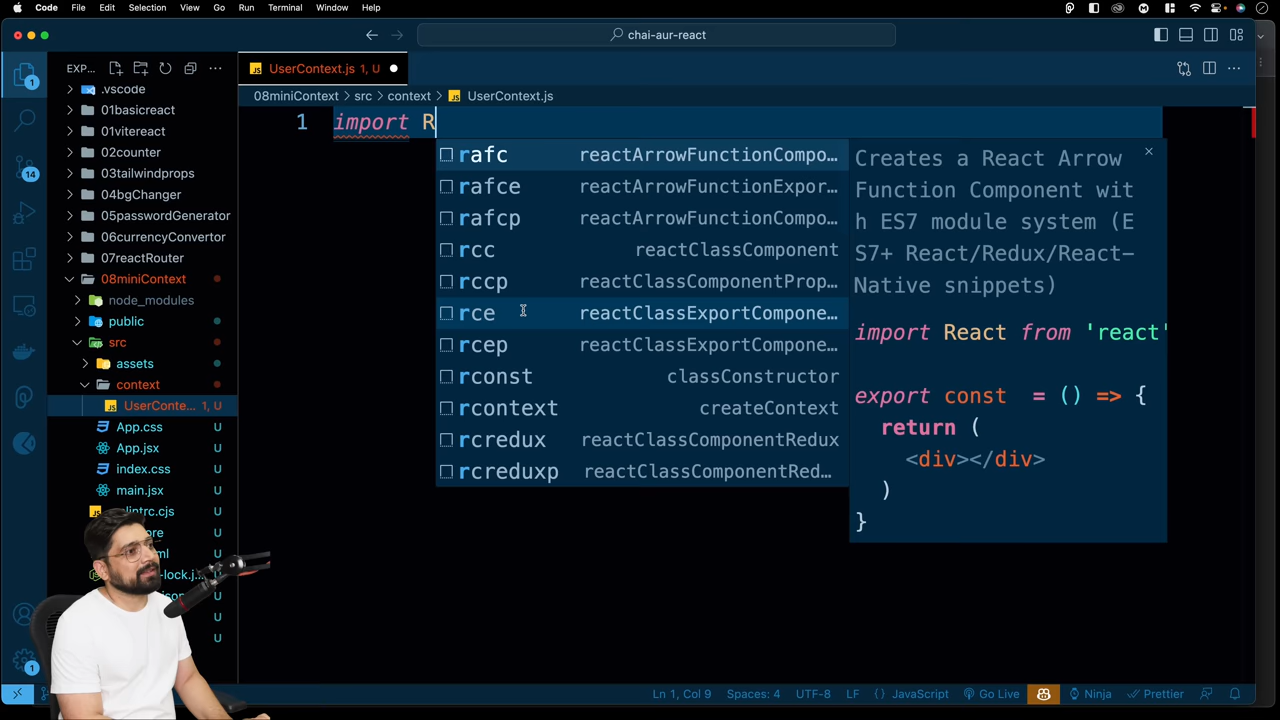 Code File Edit Selection View Go Run Terminal Window Help
chai-aur-react
EXP...
UserContext.js 1, U
08miniContext > src > context > UserContext.js
.vscode
01basicreact
01vitereact
02counter
03tailwindprops
04bgChanger
05passwordGenerator
06currencyConvertor
07reactRouter
08miniContext
node_modules
public
src
assets
context
UserConte... 1, U
App.css U
App.jsx U
index.css U
main.jsx U
lintrc.cjs U
ore U
ml U
-lock.j... U
U
U
1
14
1
1 import R
rafc reactArrowFunctionCompo...
rafce reactArrowFunctionExpor...
rafcp reactArrowFunctionCompo...
rcc reactClassComponent
rccp reactClassComponentProp...
rce reactClassExportCompone...
rcep reactClassExportCompone...
rconst classConstructor
rcontext createContext
rcredux reactClassComponentRedux
rcreduxp reactClassComponentRed...
Creates a React Arrow
Function Component wit
h ES7 module system (E
S7+ React/Redux/React-
Native snippets)
import React from 'react'
export const = () => {
return (
<div></div>
)
}
Ln 1, Col 9 Spaces: 4 UTF-8 LF {} JavaScript Go Live Ninja Prettier